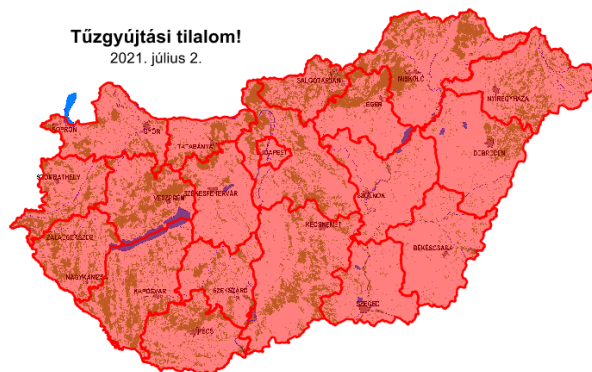 Tűzgyújtási tilalom!
2021. július 2.
SALGÓTARJÁN
MISKOLC
EGER
NYÍREGYHÁZA
SOPRON
GYŐR
TATABÁNYA
BUDAPEST
DEBRECEN
SZOMBATHELY
VESZPRÉM
SZÉKESFEHÉRVÁR
SZOLNOK
ZALAEGERSZEG
KECSKEMÉT
BÉKÉSCSABA
NAGYKANIZSA
KAPOSVÁR
SZEKSZÁRD
SZEGED
PÉCS